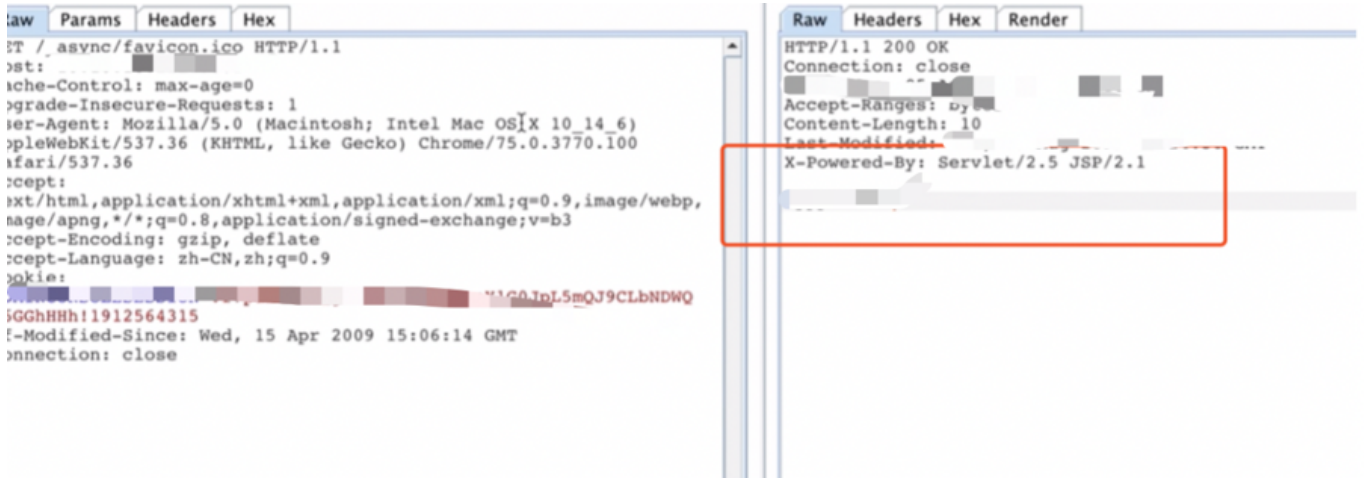 Raw Params Headers Hex
ET /_async/favicon.ico HTTP/1.1
ost:
ache-Control: max-age=0
pgrade-Insecure-Requests: 1
ser-Agent: Mozilla/5.0 (Macintosh; Intel Mac OS X 10_14_6)
ppleWebKit/537.36 (KHTML, like Gecko) Chrome/75.0.3770.100
afari/537.36
ccept:
ext/html,application/xhtml+xml,application/xml;q=0.9,image/webp,
mage/apng,*/*;q=0.8,application/signed-exchange;v=b3
ccept-Encoding: gzip, deflate
ccept-Language: zh-CN,zh;q=0.9
ookie:
GGhHHh!1912564315
f-Modified-Since: Wed, 15 Apr 2009 15:06:14 GMT
onnection: close
Raw Headers Hex Render
HTTP/1.1 200 OK
Connection: close
Accept-Ranges:
Content-Length: 10
Last-Modified:
X-Powered-By: Servlet/2.5 JSP/2.1